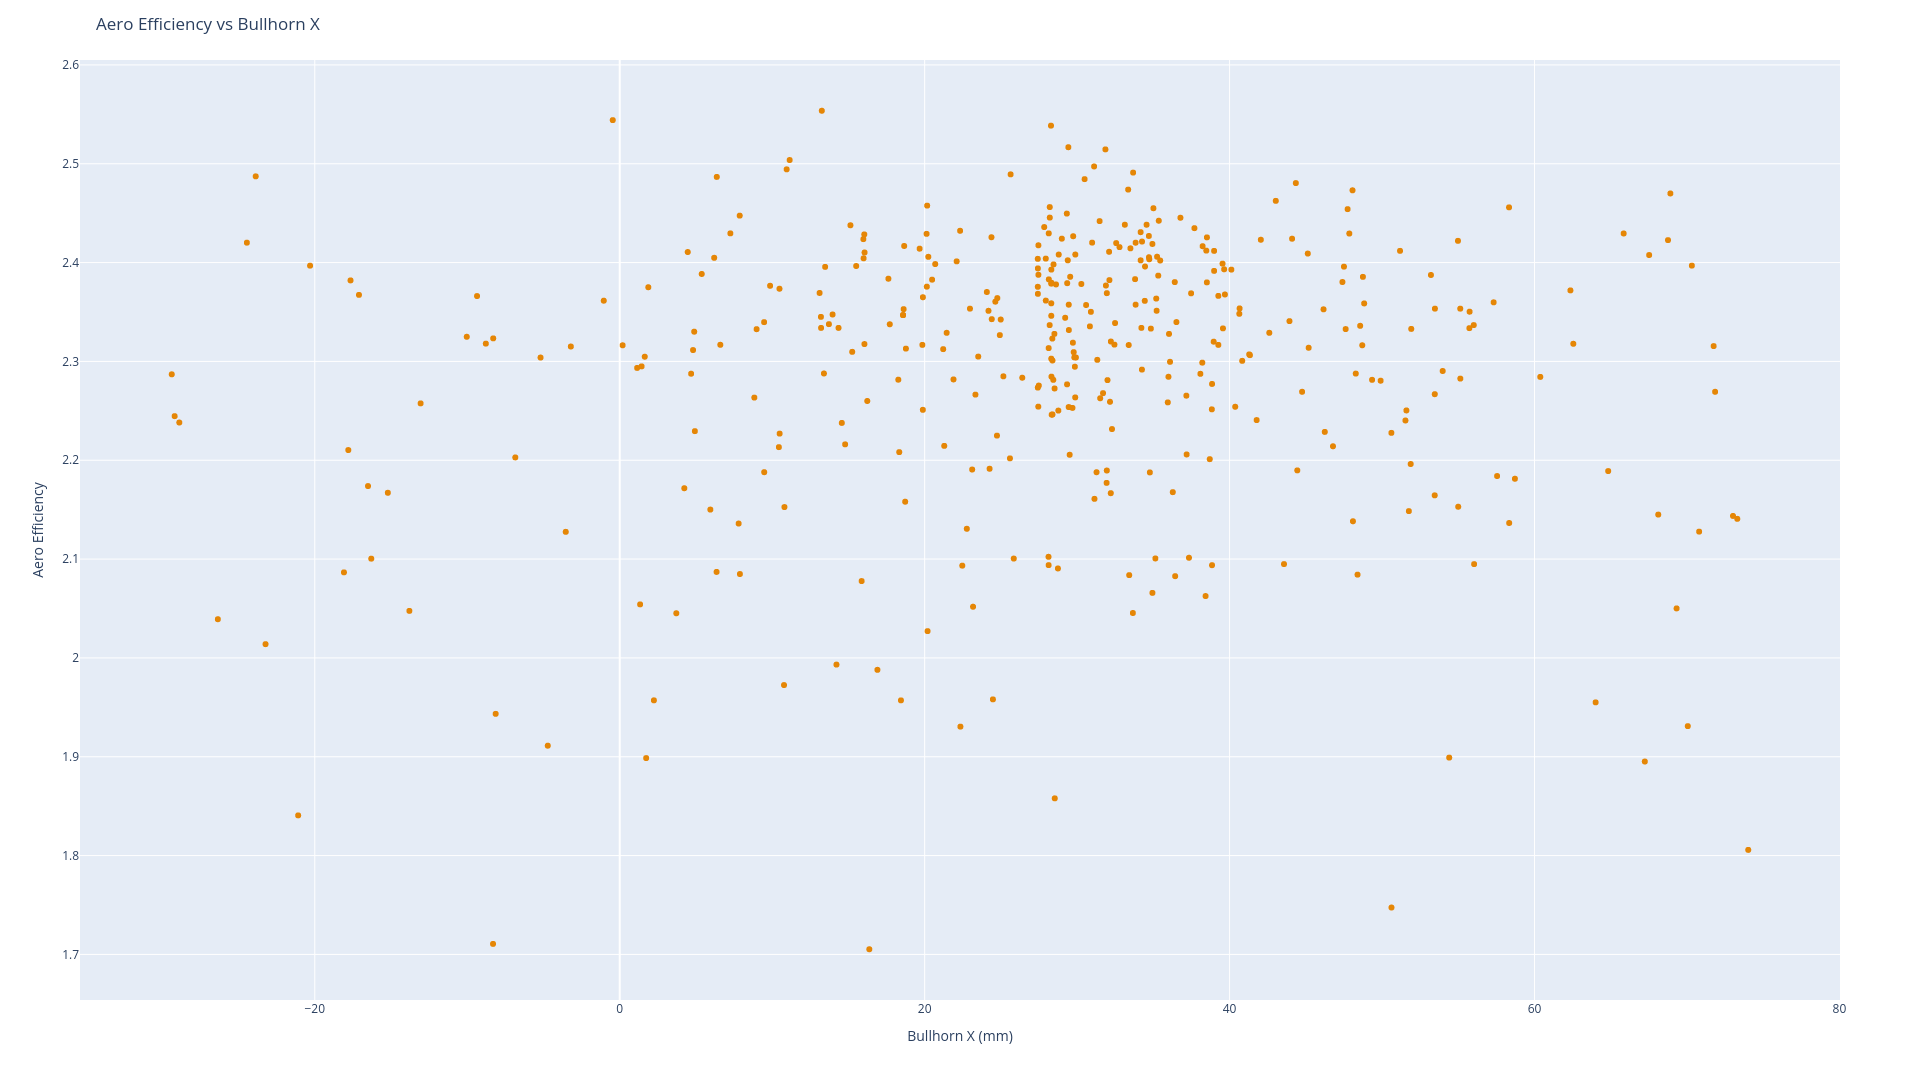 Aero Efficiency vs Bullhorn X
2.6
2.5
2.4
2.3
2.2
2.1
2
1.9
1.8
1.7
Aero Efficiency
−20 0 20 40 60 80
Bullhorn X (mm)